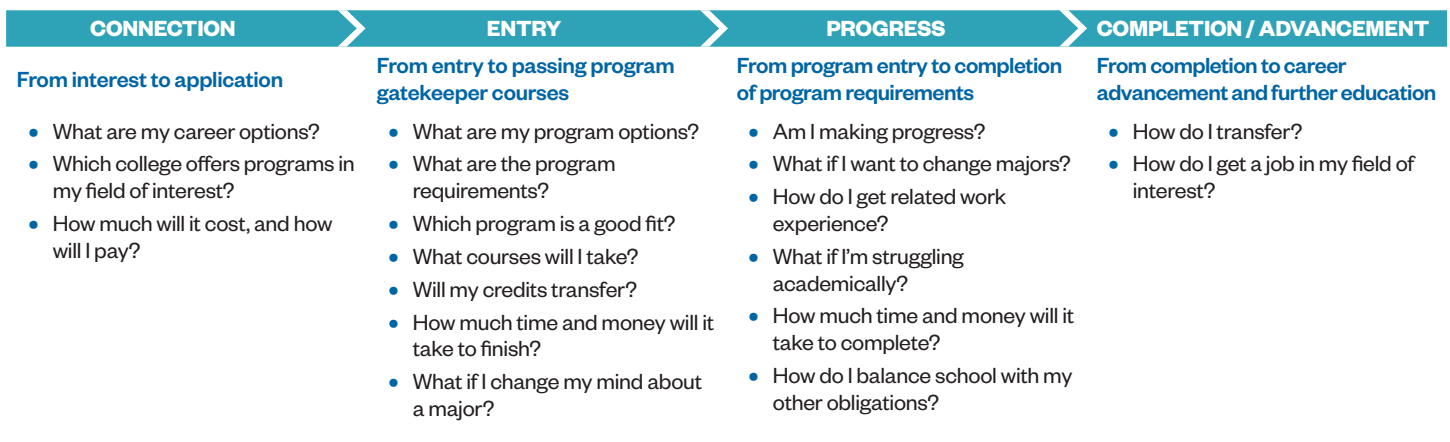 CONNECTION
From interest to application
• What are my career options?
• Which college offers programs in
my field of interest?
• How much will it cost, and how
will I pay?
ENTRY
From entry to passing program
gatekeeper courses
• What are my program options?
• What are the program
requirements?
• Which program is a good fit?
• What courses will I take?
• Will my credits transfer?
• How much time and money will it
take to finish?
• What if I change my mind about
a major?
PROGRESS
From program entry to completion
of program requirements
• Am I making progress?
• What if I want to change majors?
• How do I get related work
experience?
• What if I'm struggling
academically?
• How much time and money will it
take to complete?
• How do I balance school with my
other obligations?
COMPLETION / ADVANCEMENT
From completion to career
advancement and further education
• How do I transfer?
• How do I get a job in my field of
interest?